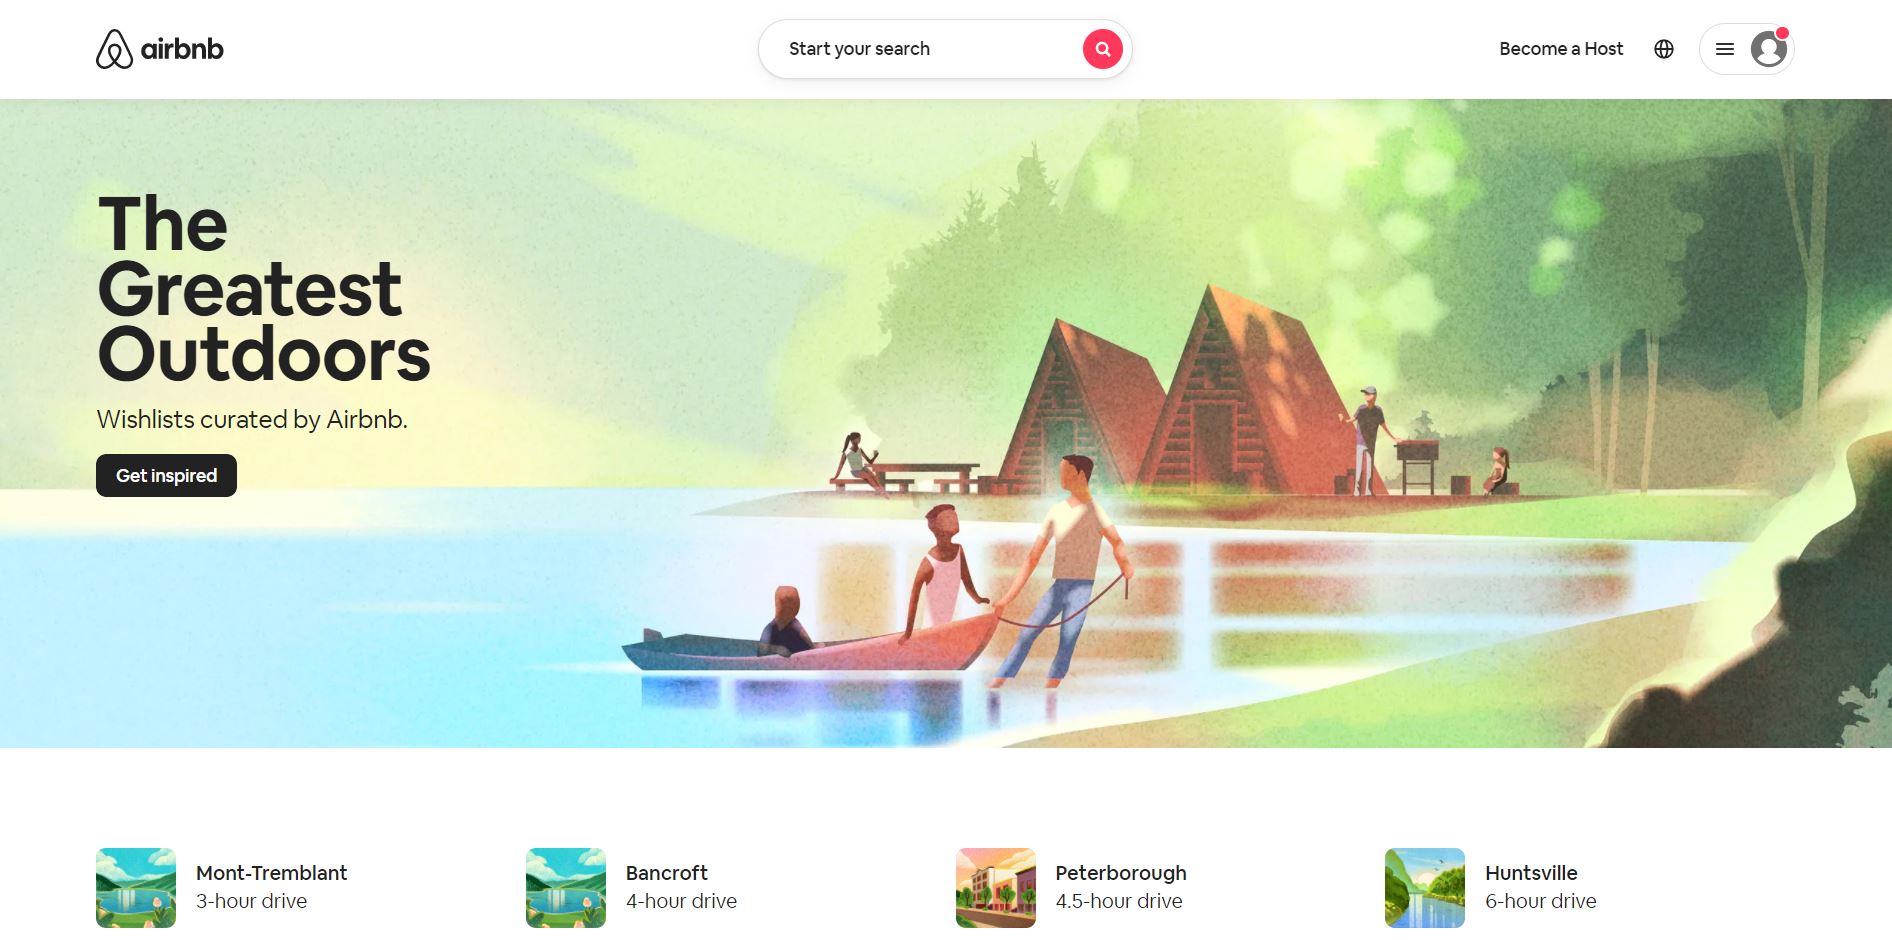 airbnb
Start your search
Become a Host
The
Greatest
Outdoors
Wishlists curated by Airbnb.
Get inspired
Mont-Tremblant
3-hour drive
Bancroft
4-hour drive
Peterborough
4.5-hour drive
Huntsville
6-hour drive